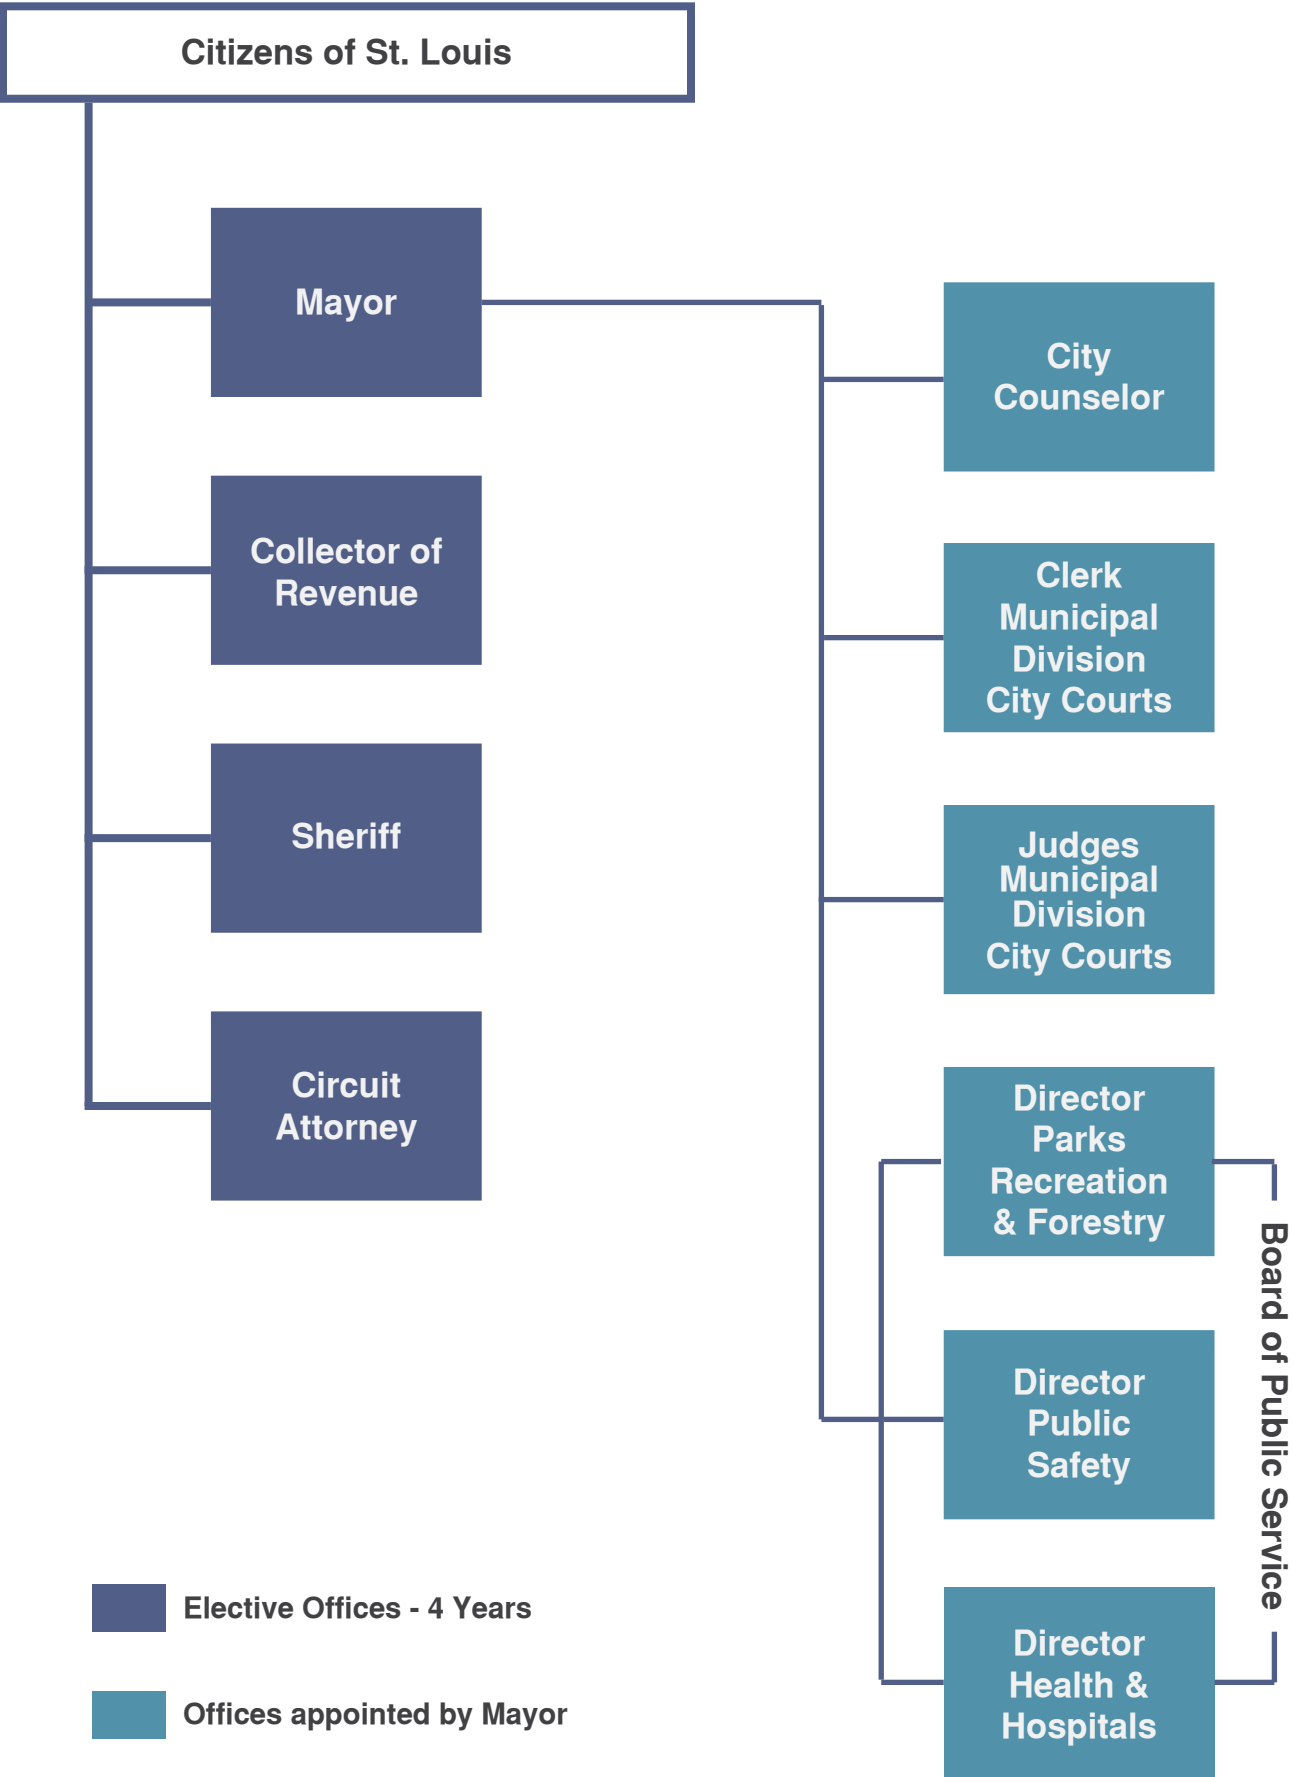 Citizens of St. Louis
Mayor
Collector of
Revenue
Sheriff
Circuit
Attorney
City
Counselor
Clerk
Municipal
Division
City Courts
Judges
Municipal
Division
City Courts
Director
Parks
Recreation
& Forestry
Director
Public
Safety
Director
Health &
Hospitals
Board of Public Service
Elective Offices - 4 Years
Offices appointed by Mayor